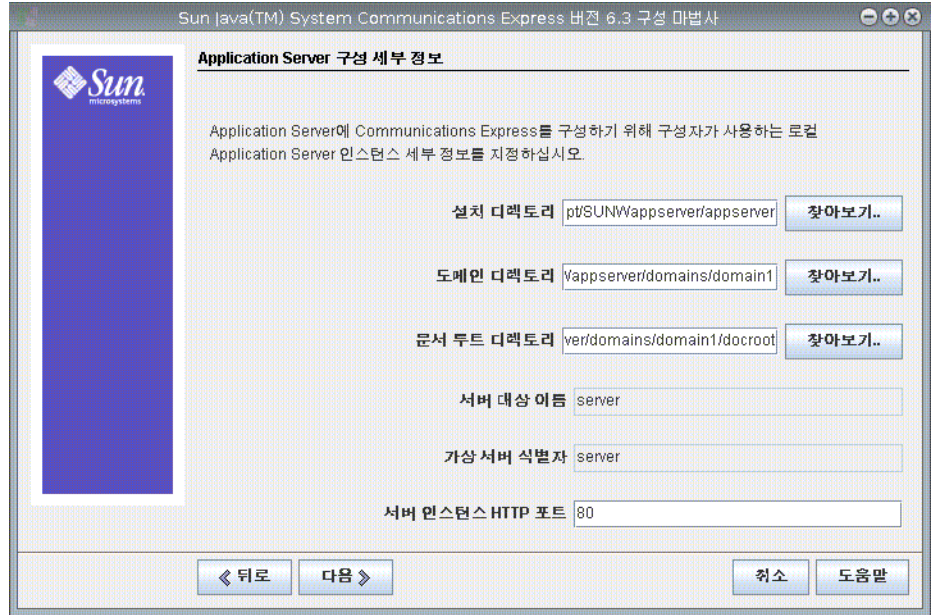 Sun Java(TM) System Communications Express 버전 6.3 구성 마법사
Sun
microsystems
Application Server 구성 세부 정보
Application Server에 Communications Express를 구성하기 위해 구성자가 사용하는 로컬
Application Server 인스턴스 세부 정보를 지정하십시오.
설치 디렉토리 pt/SUNWappserver/appserver 찾아보기..
도메인 디렉토리 /appserver/domains/domain1 찾아보기..
문서 루트 디렉토리 ver/domains/domain1/docroot 찾아보기..
서버 대상 이름 server
가상 서버 식별자 server
서버 인스턴스 HTTP 포트 80
뒤로 다음 취소 도움말